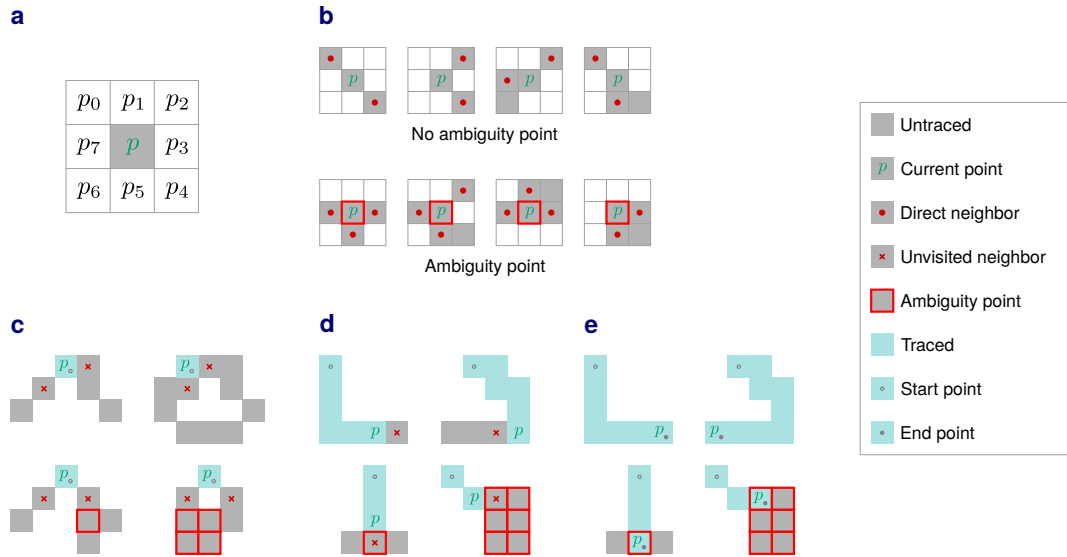 a
b
p₀ p₁ p₂
p₇ p p₃
p₆ p₅ p₄
p p p p
No ambiguity point
p p p p
Ambiguity point
Untraced
p Current point
Direct neighbor
Unvisited neighbor
Ambiguity point
Traced
Start point
End point
c
d
e
p p
p p p p
p p
p p p p